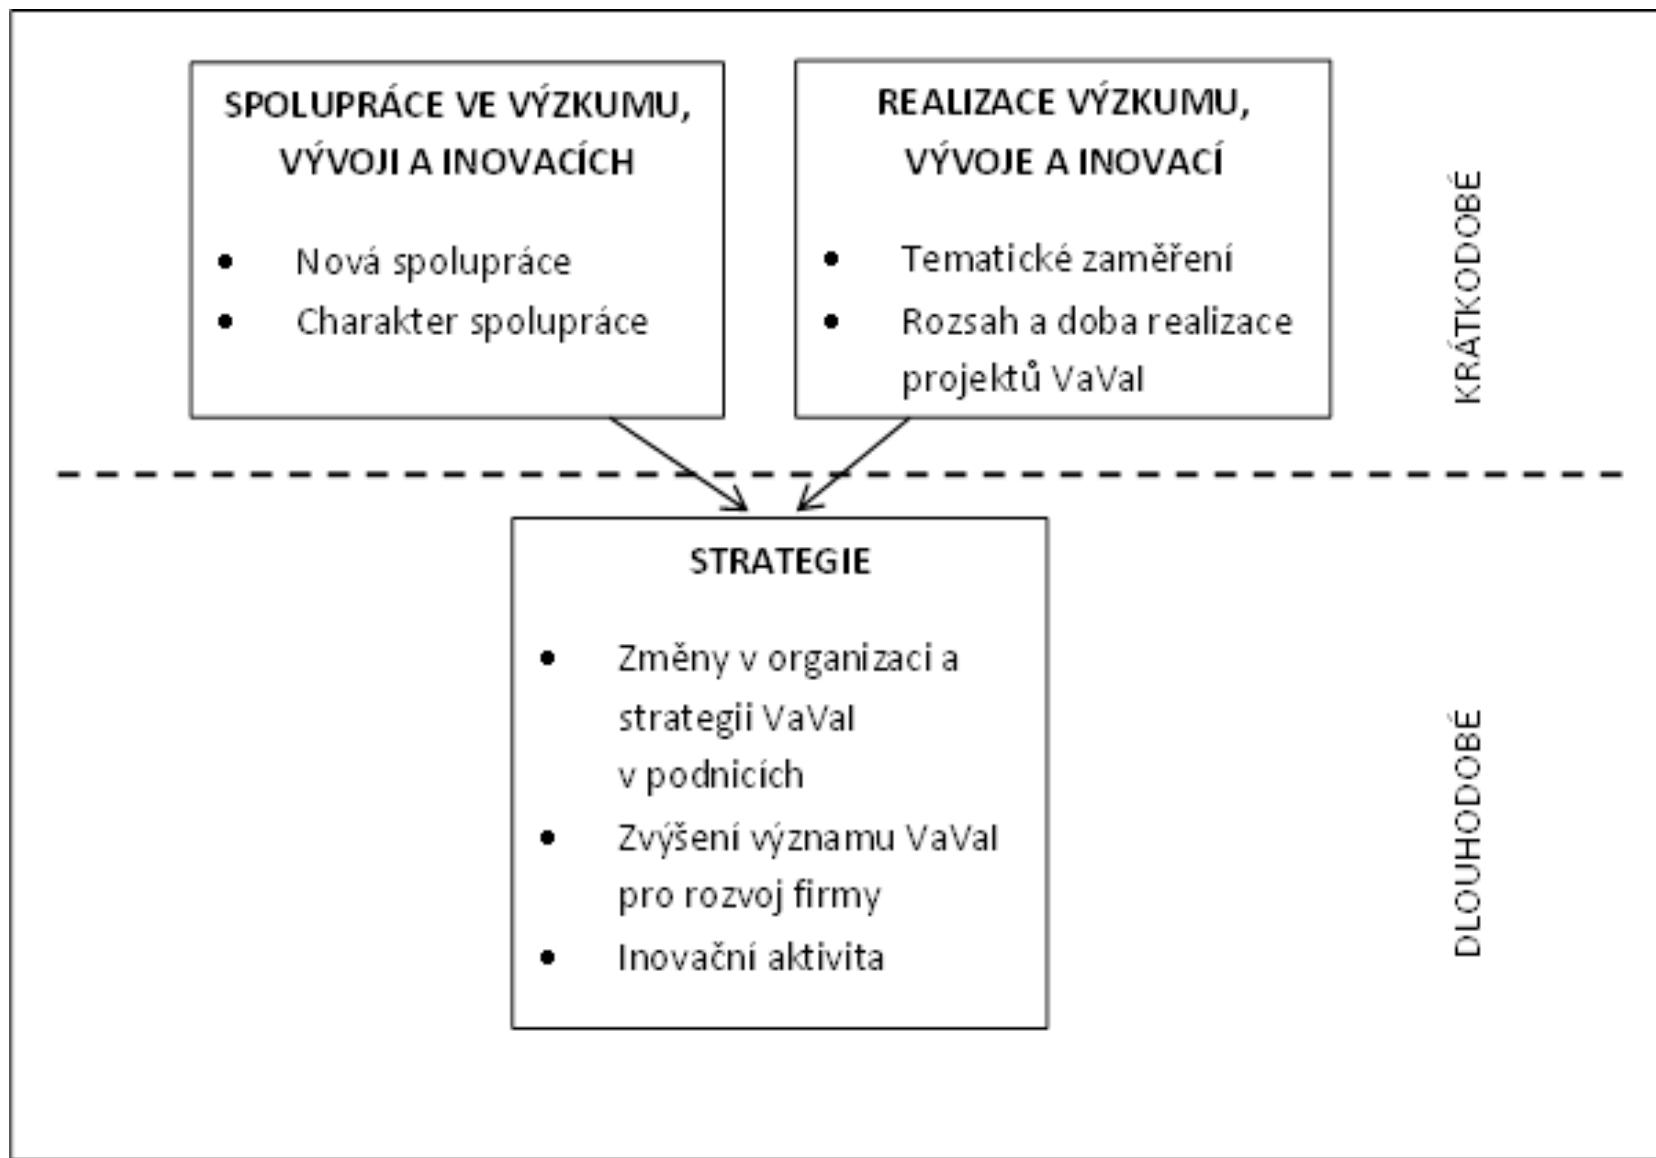 SPOLUPRÁCE VE VÝZKUMU,
VÝVOJI A INOVACÍCH
• Nová spolupráce
• Charakter spolupráce
REALIZACE VÝZKUMU,
VÝVOJE A INOVACÍ
• Tematické zaměření
• Rozsah a doba realizace
projektů VaVaI
KRÁTKODOBÉ
STRATEGIE
• Změny v organizaci a
strategii VaVaI
v podnicích
• Zvýšení významu VaVaI
pro rozvoj firmy
• Inovační aktivita
DLOUHODOBÉ